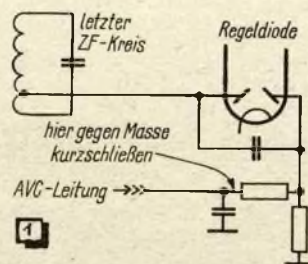 letzter
ZF-Kreis
Regeldiode
hier gegen Masse
kurzschließen
AVC-Leitung
1